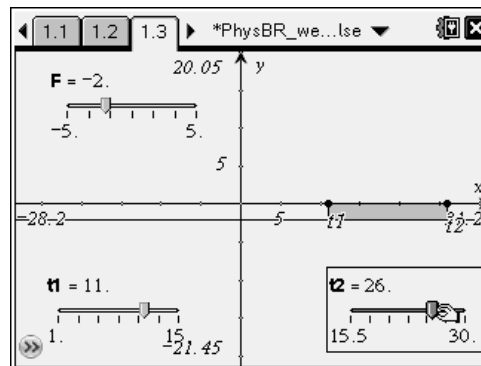 1.1 1.2 1.3 *PhysBR_we...lse
F = -2.
20.05 y
-5. 5.
5
x
-28.2 5 t1 t2
t1 = 11.
t2 = 26.
1. 15.
-21.45
15.5 30.